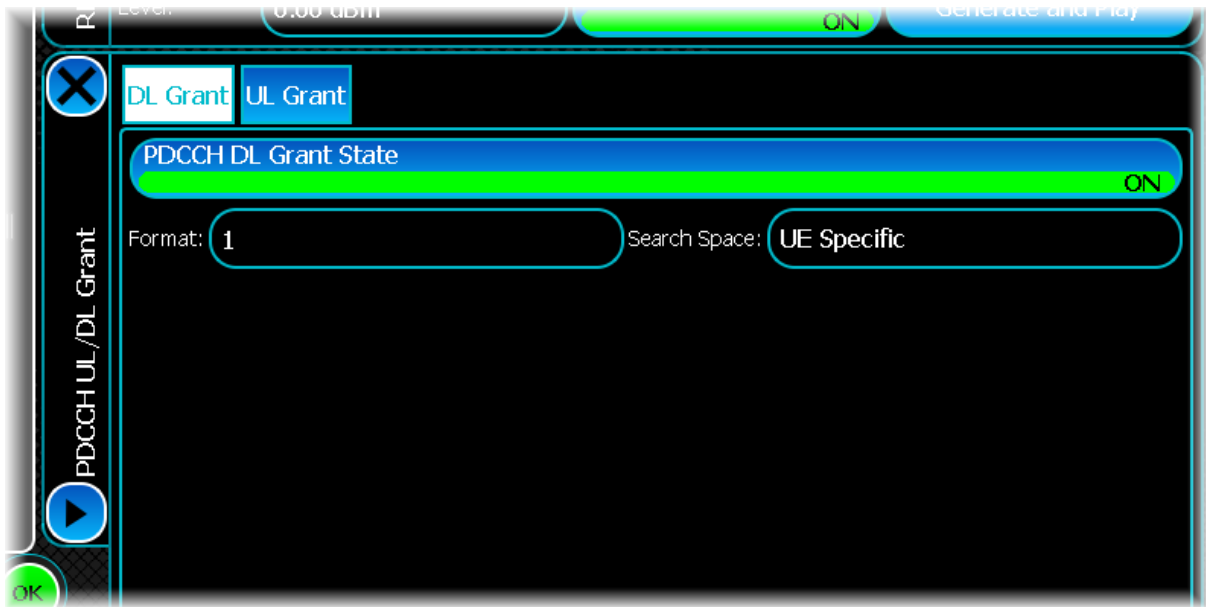 Level:
0.00 dBm
ON
Generate and Play
DL Grant
UL Grant
PDCCH DL Grant State
ON
Format: 1
Search Space: UE Specific
PDCCH UL/DL Grant
OK